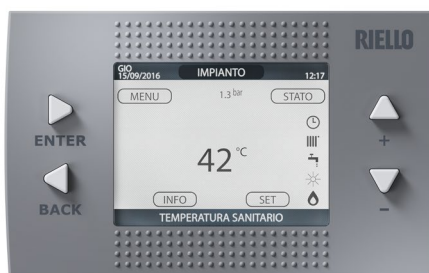 RIELLO
GIO
15/09/2016 IMPIANTO 12:17
MENU 1.3 bar STATO
ENTER
+
42 °C
BACK
-
INFO SET
TEMPERATURA SANITARIO